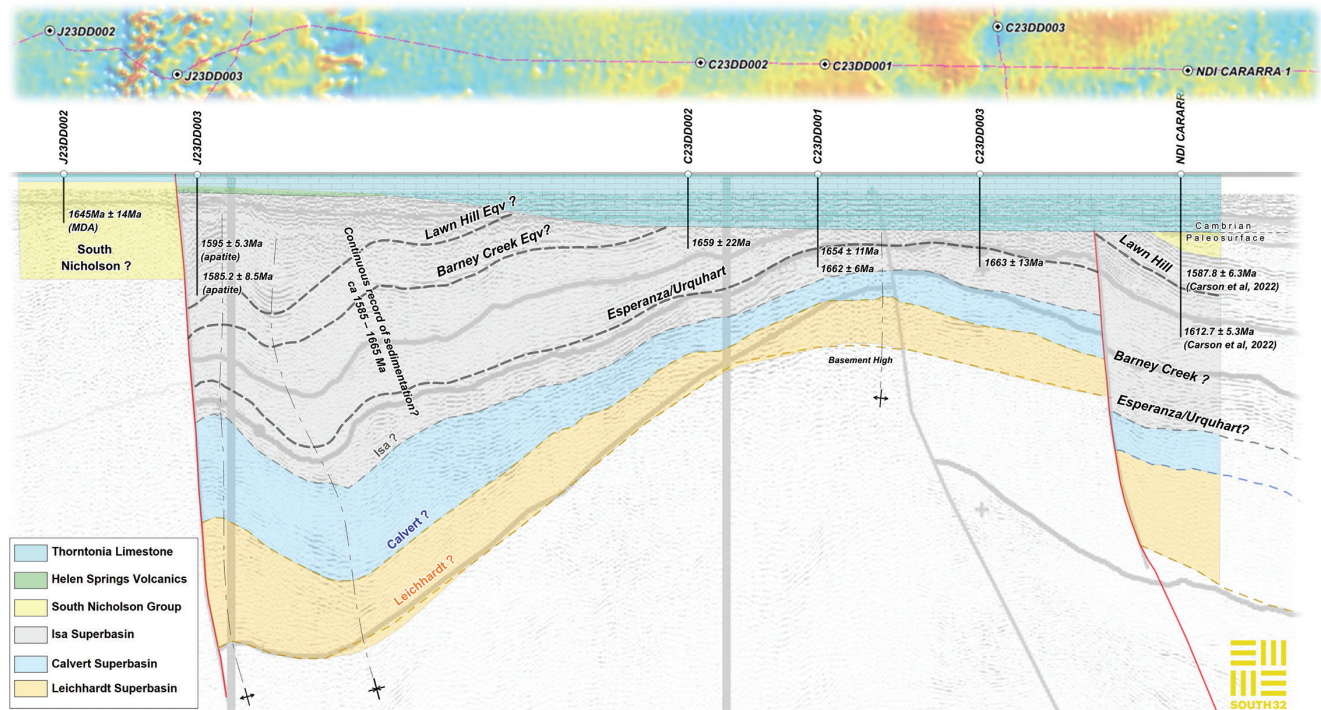 J23DD002
J23DD003
C23DD002
C23DD001
C23DD003
NDI CARARRA 1
J23DD002
J23DD003
C23DD002
C23DD001
C23DD003
NDI CARARR
1645Ma ± 14Ma
(MDA)
South
Nicholson ?
1595 ± 5.3Ma
(apatite)
1585.2 ± 8.5Ma
(apatite)
Continuous record of sedimentation?
ca 1585 – 1665 Ma
Lawn Hill Eqv ?
Barney Creek Eqv?
Esperanza/Urquhart
1659 ± 22Ma
1654 ± 11Ma
1662 ± 6Ma
1663 ± 13Ma
Basement High
Cambrian
Paleosurface
Lawn Hill
1587.8 ± 6.3Ma
(Carson et al, 2022)
1612.7 ± 5.3Ma
(Carson et al, 2022)
Barney Creek ?
Esperanza/Urquhart?
Isa ?
Calvert ?
Leichhardt ?
Thorntonia Limestone
Helen Springs Volcanics
South Nicholson Group
Isa Superbasin
Calvert Superbasin
Leichhardt Superbasin
SOUTH32